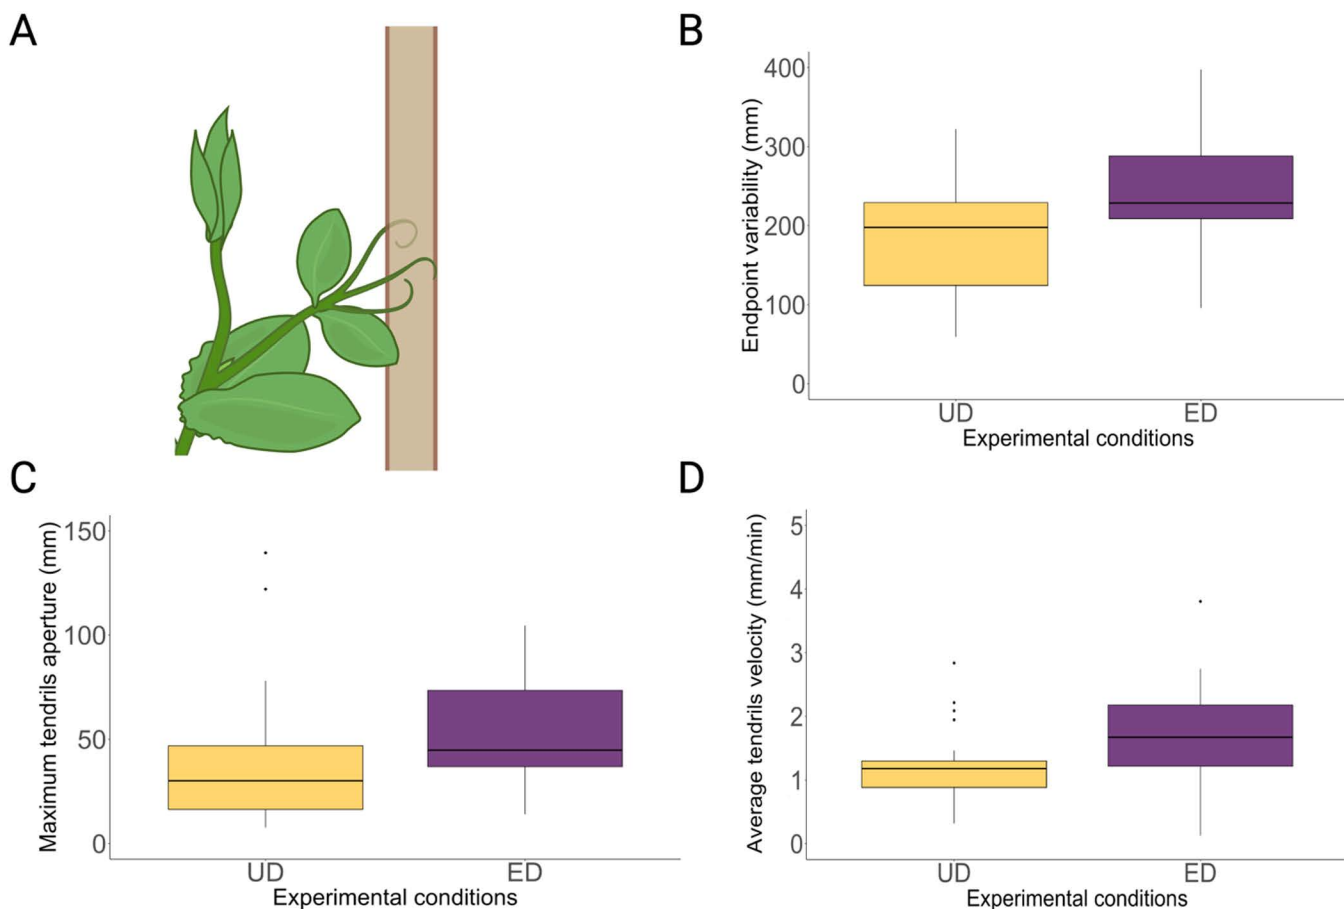 A
B
Endpoint variability (mm)
400
300
200
100
0
UD
ED
Experimental conditions
C
Maximum tendrils aperture (mm)
150
100
50
0
UD
ED
Experimental conditions
D
Average tendrils velocity (mm/min)
5
4
3
2
1
0
UD
ED
Experimental conditions